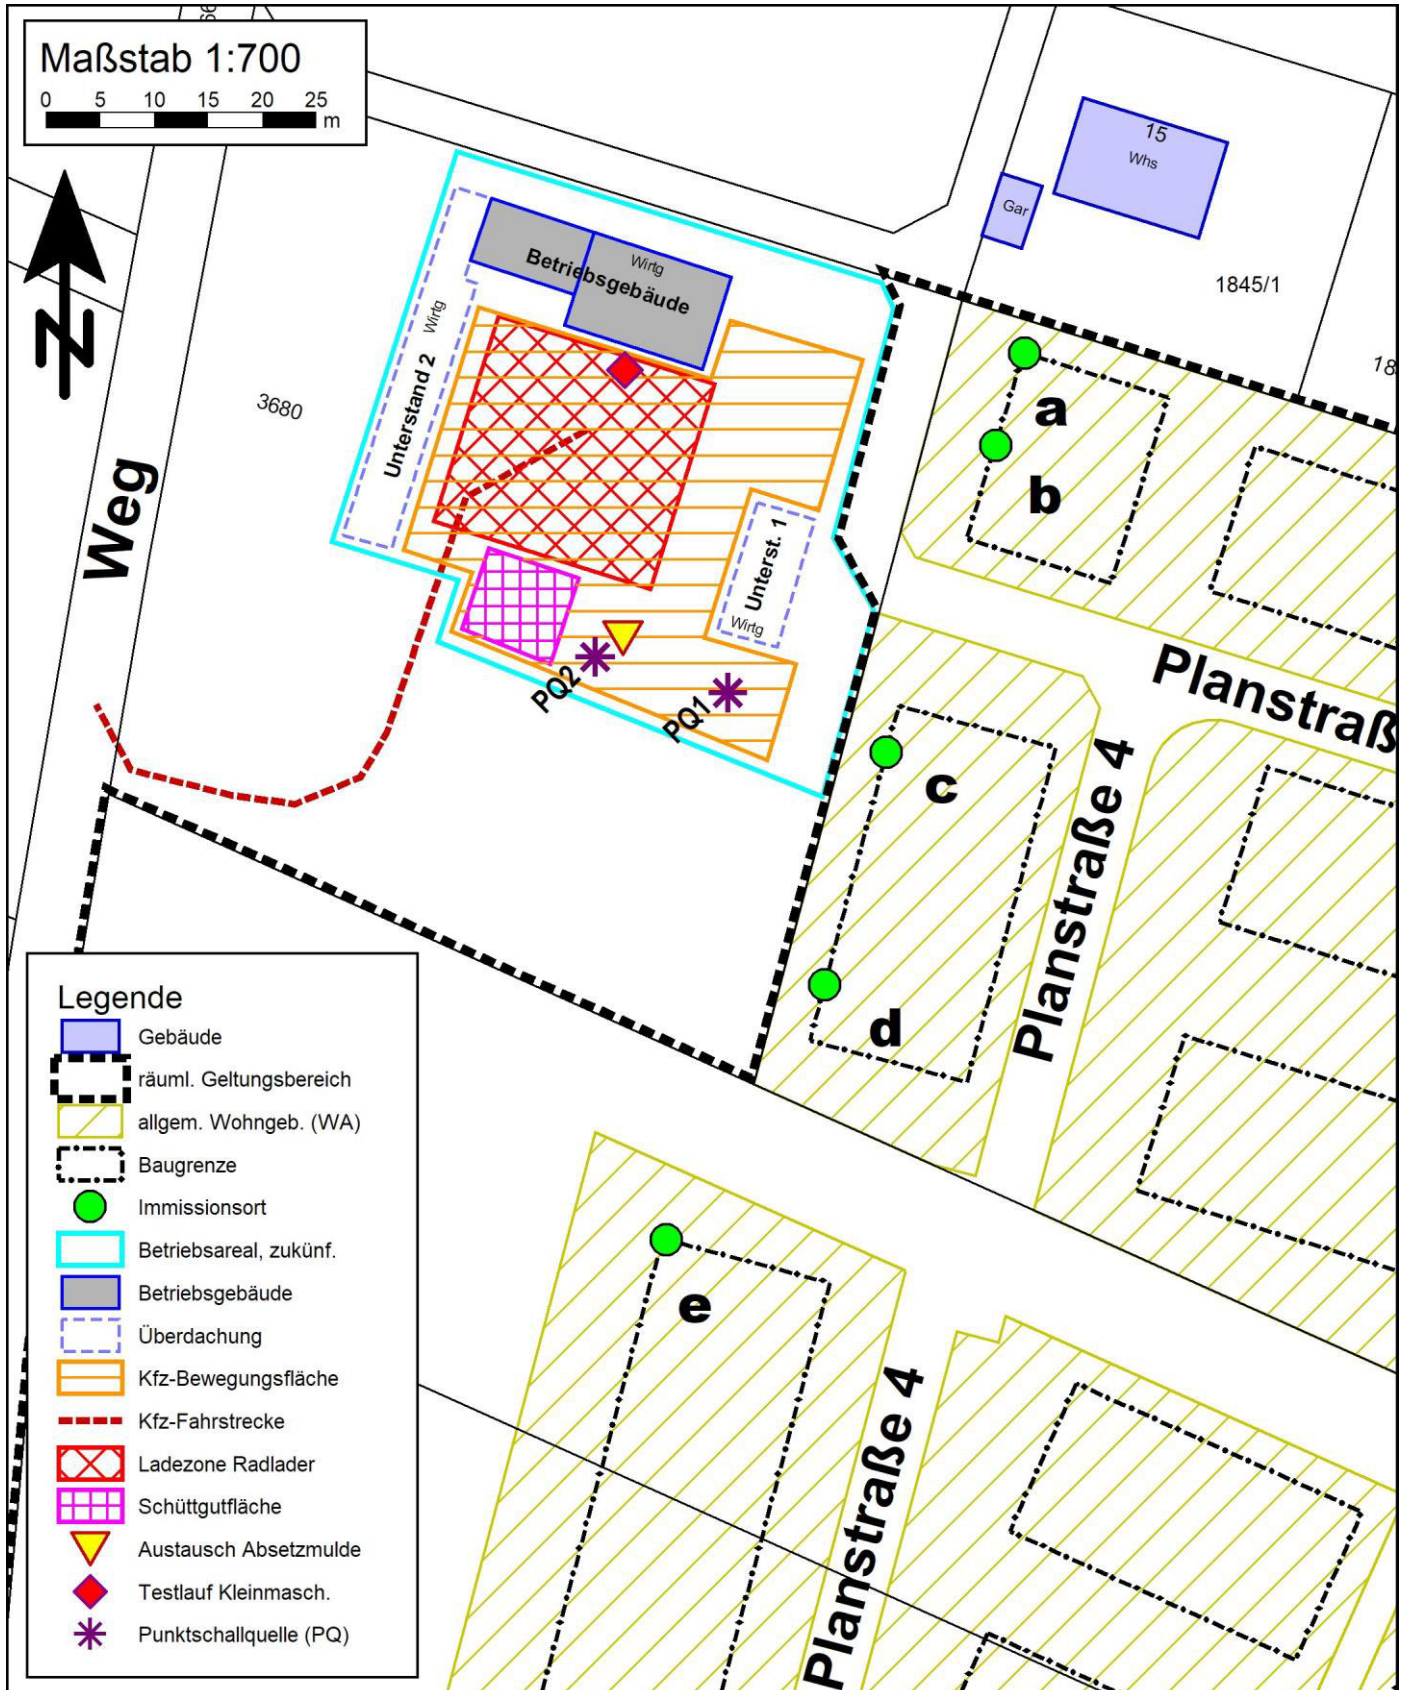 66
Maßstab 1:700
0 5 10 15 20 25
m
15
Whs
Gar
1845/1
18
Wirtg
Betriebsgebäude
Wirtg
Unterstand 2
3680
Weg
Unterst. 1
Wirtg
PQ2
PQ1
a
b
c
d
e
Planstraß
Planstraße 4
Planstraße 4
Legende
Gebäude
räuml. Geltungsbereich
allgem. Wohngeb. (WA)
Baugrenze
Immissionsort
Betriebsareal, zukünf.
Betriebsgebäude
Überdachung
Kfz-Bewegungsfläche
Kfz-Fahrstrecke
Ladezone Radlader
Schüttgutfläche
Austausch Absetzmulde
Testlauf Kleinmasch.
Punktschallquelle (PQ)
N